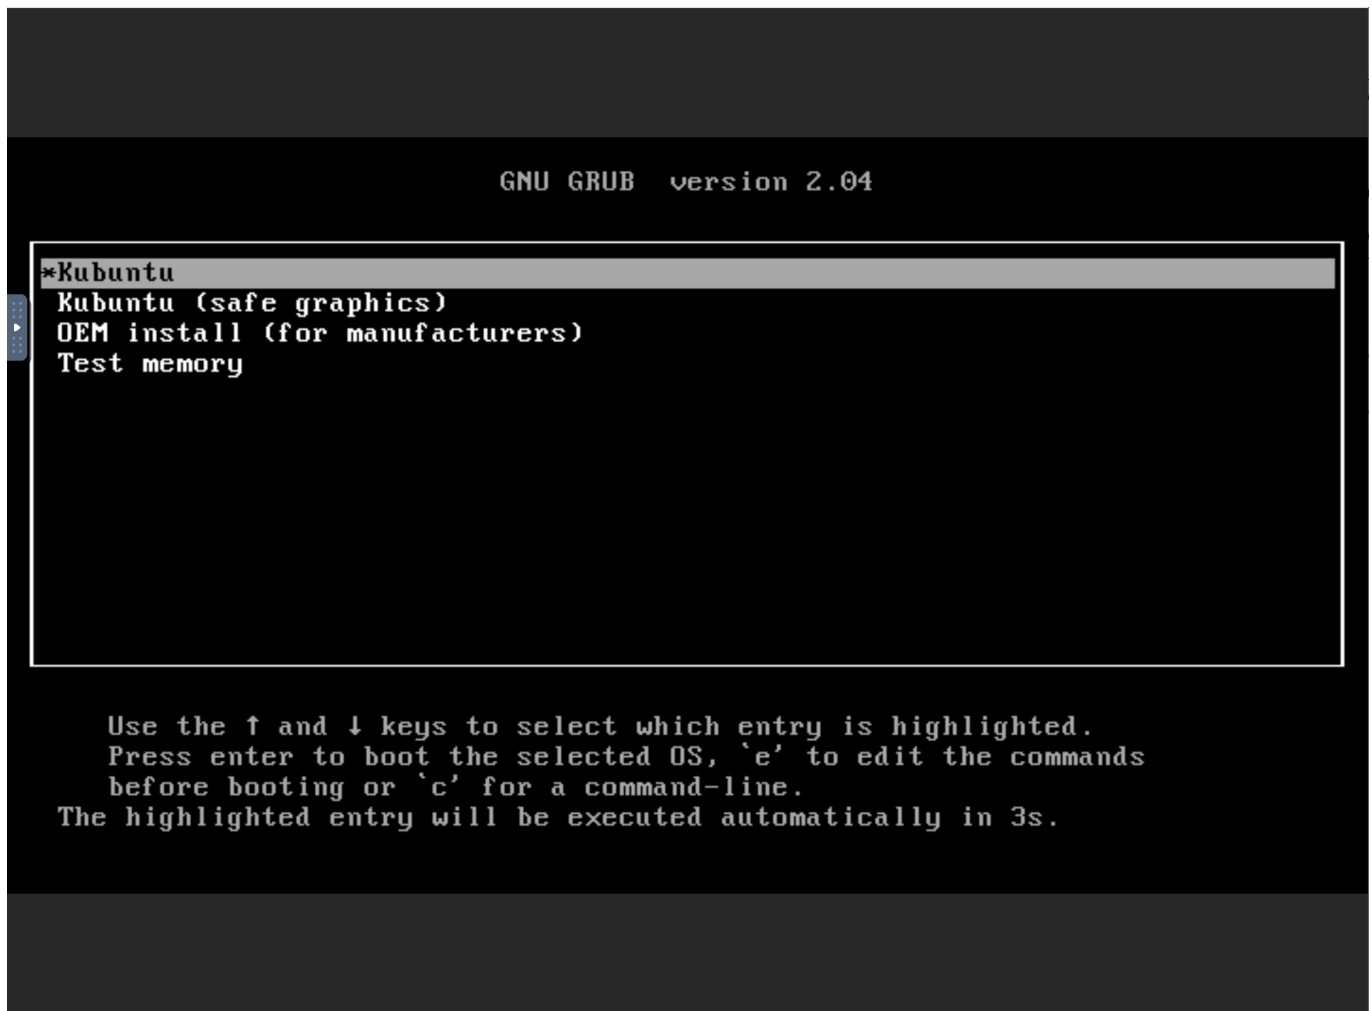 GNU GRUB  version 2.04
*Kubuntu
Kubuntu (safe graphics)
OEM install (for manufacturers)
Test memory
Use the ↑ and ↓ keys to select which entry is highlighted.
Press enter to boot the selected OS, `e' to edit the commands
before booting or `c' for a command-line.
The highlighted entry will be executed automatically in 3s.